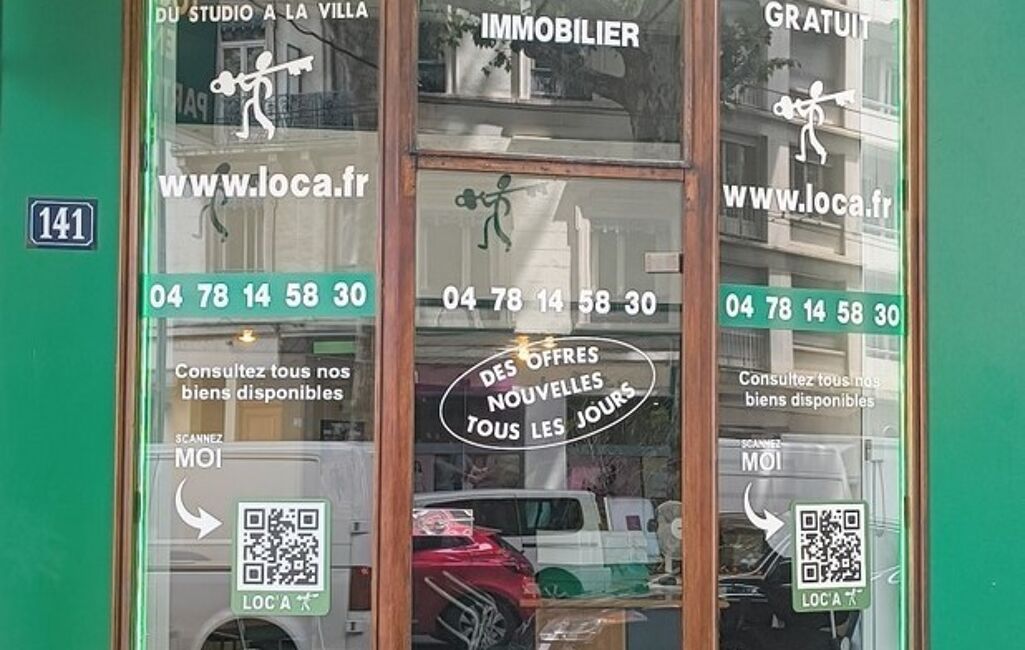 DU STUDIO A LA VILLA
www.loca.fr
04 78 14 58 30
Consultez tous nos
biens disponibles
SCANNEZ
MOI
LOC'A
141
IMMOBILIER
04 78 14 58 30
DES OFFRES
NOUVELLES
TOUS LES JOURS
GRATUIT
www.loca.fr
04 78 14 58 30
Consultez tous nos
biens disponibles
SCANNEZ
MOI
LOC'A